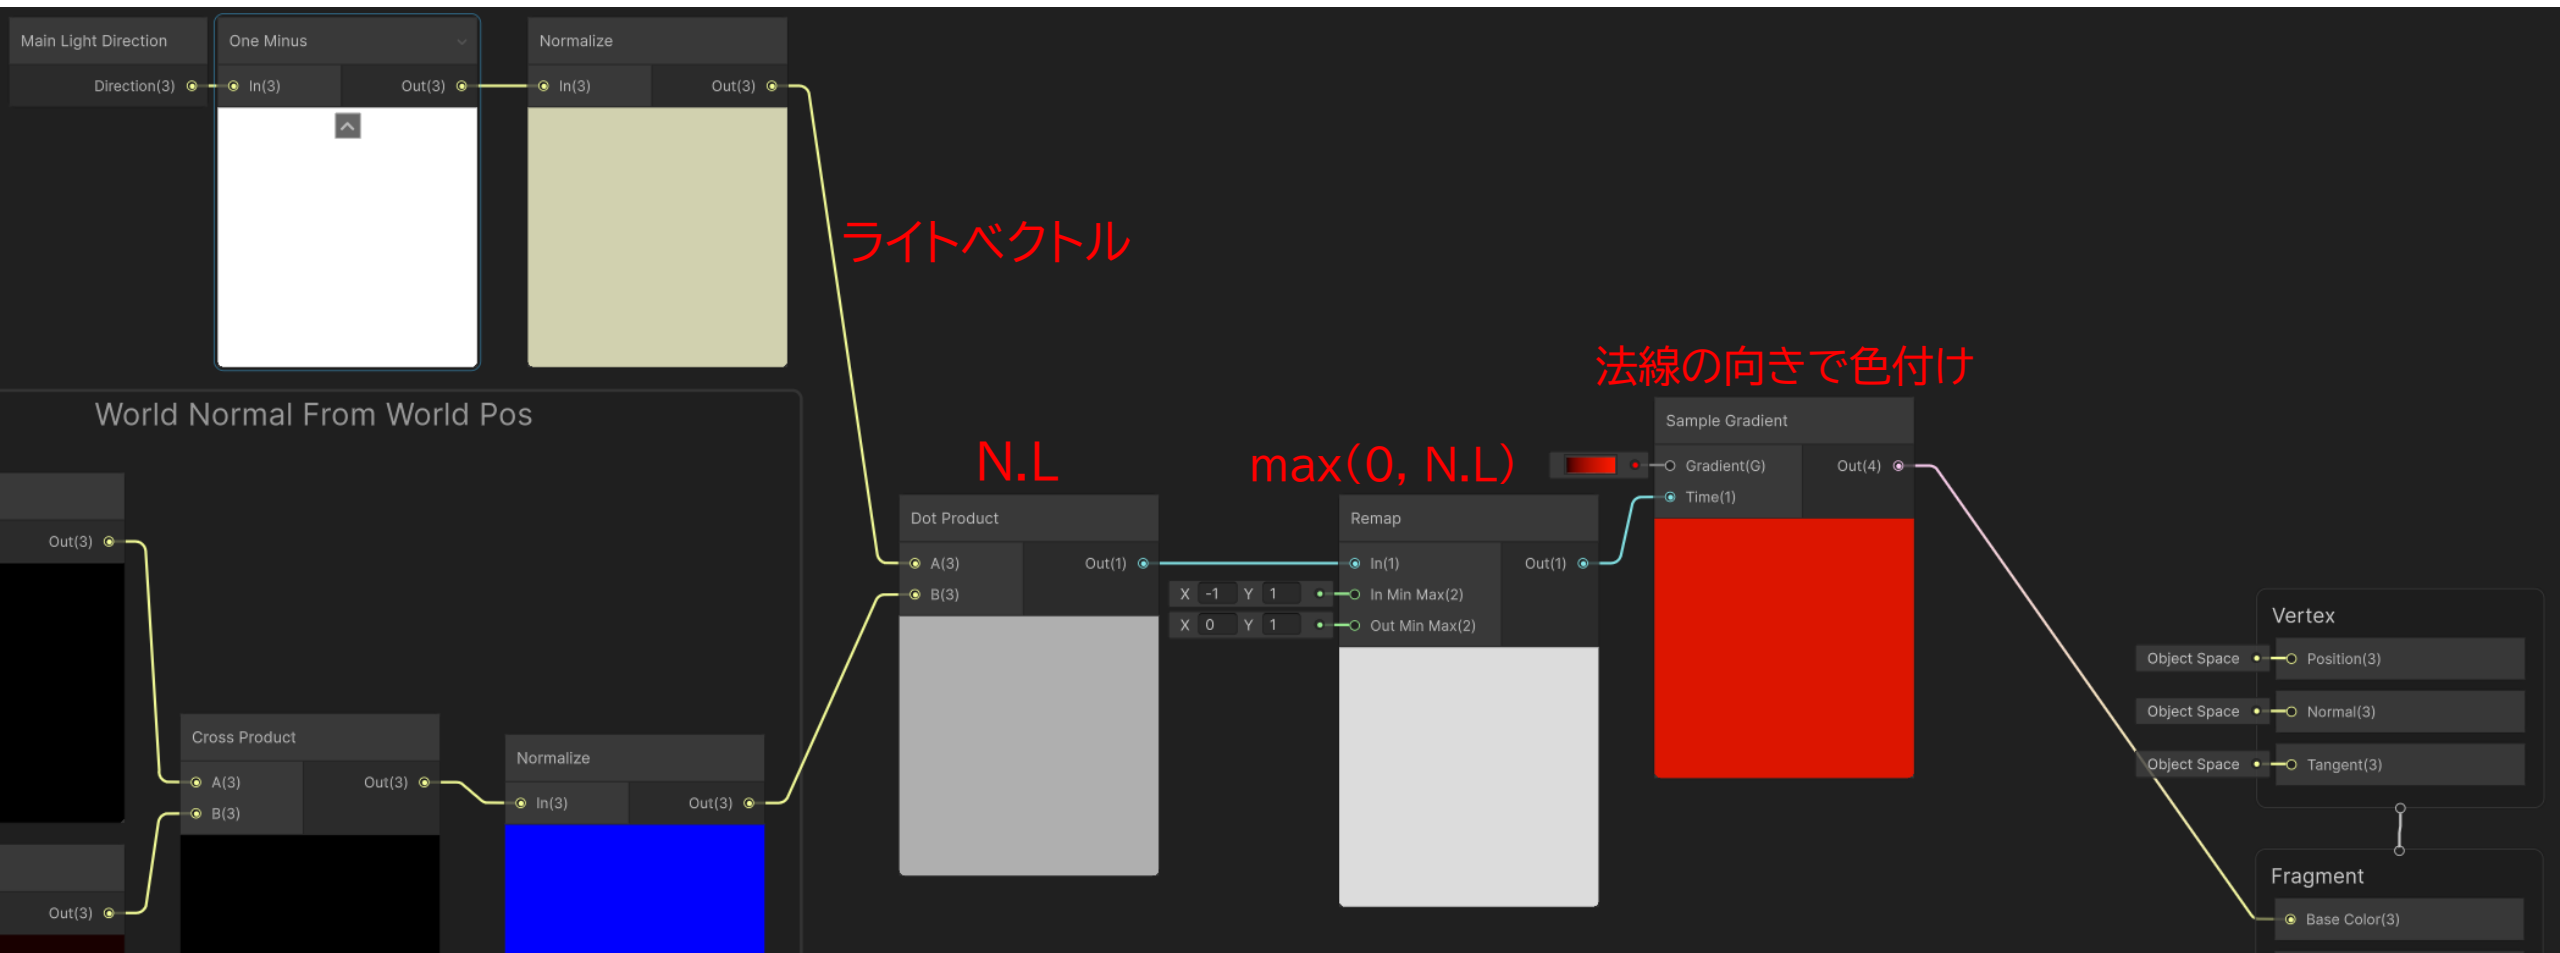 Main Light Direction
Direction(3)
One Minus
In(3) Out(3)
Normalize
In(3) Out(3)
ライトベクトル
World Normal From World Pos
Out(3)
Out(3)
Cross Product
A(3) Out(3)
B(3)
Normalize
In(3) Out(3)
N.L
Dot Product
A(3) Out(1)
B(3)
max(0, N.L)
Remap
In(1) Out(1)
X -1 Y 1 In Min Max(2)
X 0 Y 1 Out Min Max(2)
法線の向きで色付け
Sample Gradient
Gradient(G) Out(4)
Time(1)
Vertex
Object Space Position(3)
Object Space Normal(3)
Object Space Tangent(3)
Fragment
Base Color(3)